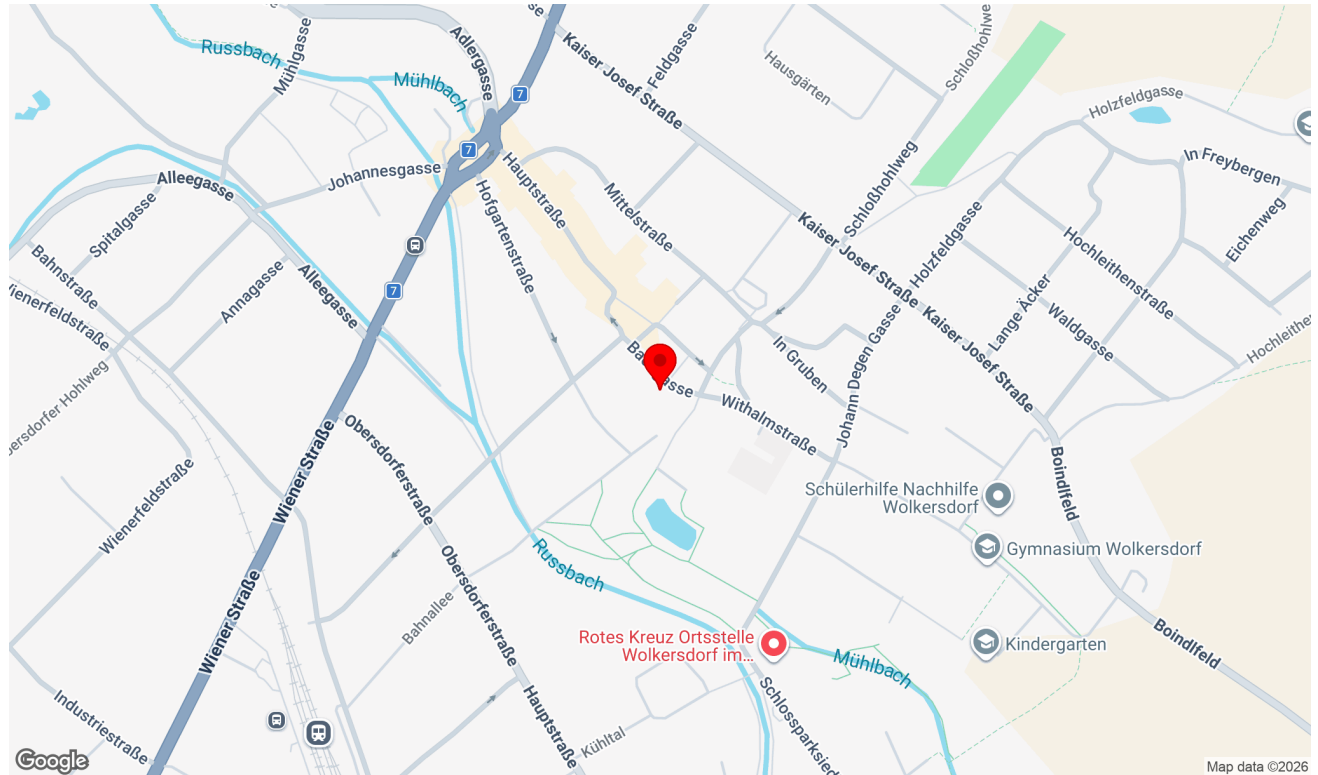 Russbach
Mühlgasse
Adlergasse
Mühlbach
7
7
Kaiser Josef Straße
Feldgasse
Hausgärten
Schloßhohlwe
Holzfeldgasse
In Freybergen
Eichenweg
Johannesgasse
Hauptstraße
Hofgartenstraße
Mittelstraße
Schloßhohlweg
Kaiser Josef Straße
Holzfeldgasse
Hochleithenstraße
Alleegasse
Spitalgasse
Bahnstraße
Wienerfeldstraße
Annagasse
Alleegasse
7
Kaiser Josef Straße
Lange Äcker
Waldgasse
Hochleithen
In Gruben
Johann Degen Gasse
Withalmstraße
bersdorfer Hohlweg
Wienerfeldstraße
Wiener Straße
Obersdorferstraße
Boindlfeld
Schülerhilfe Nachhilfe
Wolkersdorf
Gymnasium Wolkersdorf
Russbach
Obersdorferstraße
Bahnallee
Wiener Straße
Rotes Kreuz Ortsstelle
Wolkersdorf im...
Mühlbach
Kindergarten
Boindlfeld
Industriestraße
Hauptstraße
Kühltal
Schlossparksied
Google
Map data ©2026